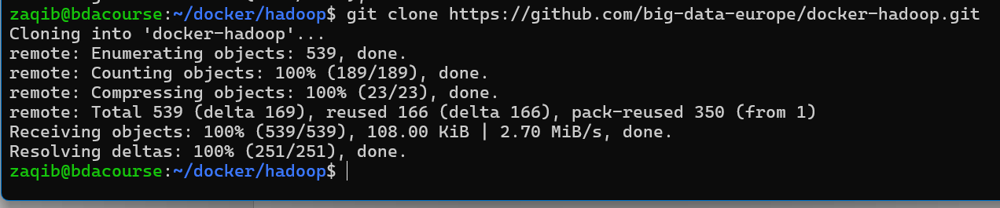 zaqib@bdacourse:~/docker/hadoop$ git clone https://github.com/big-data-europe/docker-hadoop.git
Cloning into 'docker-hadoop'...
remote: Enumerating objects: 539, done.
remote: Counting objects: 100% (189/189), done.
remote: Compressing objects: 100% (23/23), done.
remote: Total 539 (delta 169), reused 166 (delta 166), pack-reused 350 (from 1)
Receiving objects: 100% (539/539), 108.00 KiB | 2.70 MiB/s, done.
Resolving deltas: 100% (251/251), done.
zaqib@bdacourse:~/docker/hadoop$